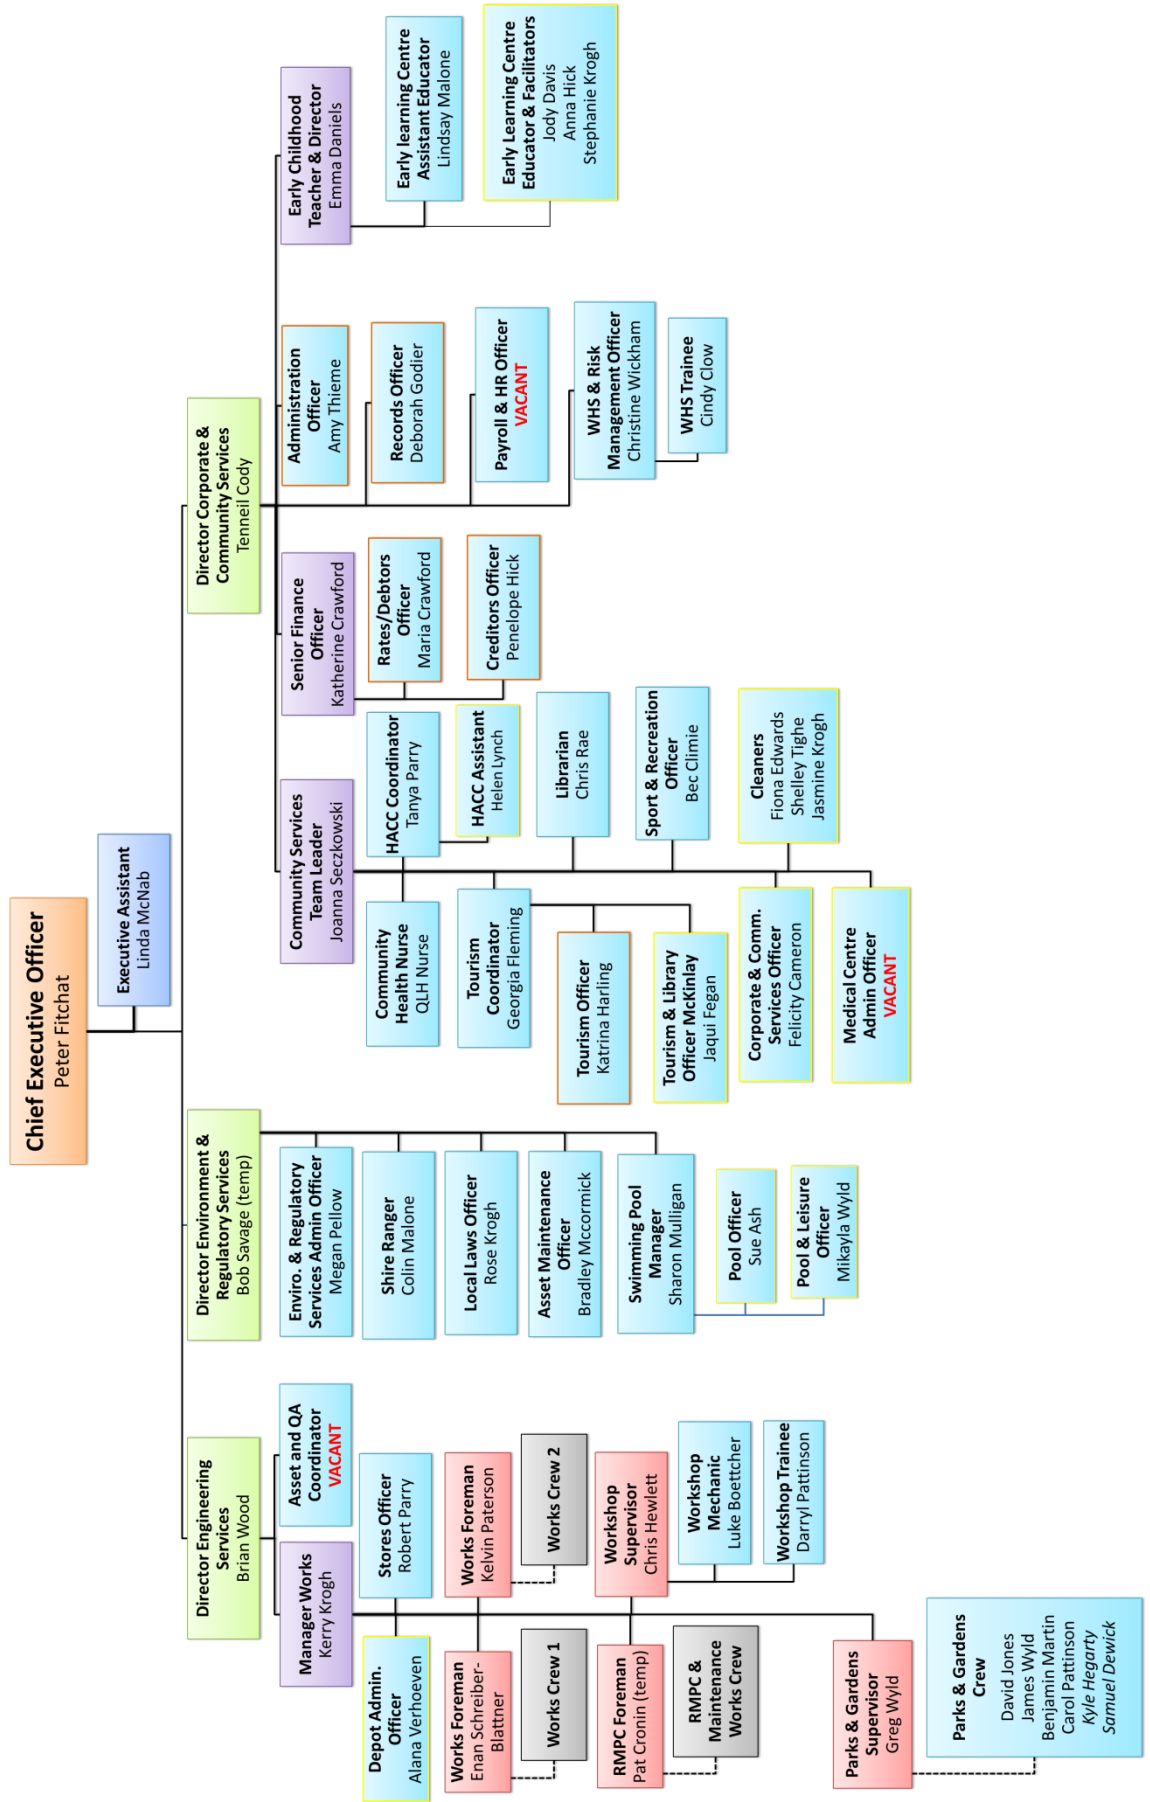 Chief Executive Officer
Peter Fitchat
Executive Assistant
Linda McNab
Director Engineering
Services
Brian Wood
Manager Works
Kerry Krogh
Asset and QA
Coordinator
VACANT
Depot Admin.
Officer
Alana Verhoeven
Stores Officer
Robert Parry
Works Foreman
Enan Schreiber-
Blattner
Works Crew 1
Works Foreman
Kelvin Paterson
Works Crew 2
RMPC Foreman
Pat Cronin (temp)
RMPC &
Maintenance
Works Crew
Workshop
Supervisor
Chris Hewlett
Workshop
Mechanic
Luke Boettcher
Workshop Trainee
Darryl Pattinson
Parks & Gardens
Supervisor
Greg Wyld
Parks & Gardens
Crew
David Jones
James Wyld
Benjamin Martin
Carol Pattinson
Kyle Hegarty
Samuel Dewick
Director Environment &
Regulatory Services
Bob Savage (temp)
Enviro. & Regulatory
Services Admin Officer
Megan Pellow
Shire Ranger
Colin Malone
Local Laws Officer
Rose Krogh
Asset Maintenance
Officer
Bradley Mccormick
Swimming Pool
Manager
Sharon Mulligan
Pool Officer
Sue Ash
Pool & Leisure
Officer
Mikayla Wyld
Director Corporate &
Community Services
Tenneil Cody
Community Services
Team Leader
Joanna Seczkowski
Community
Health Nurse
QLH Nurse
HACC Coordinator
Tanya Parry
HACC Assistant
Helen Lynch
Tourism
Coordinator
Georgia Fleming
Tourism Officer
Katrina Harling
Tourism & Library
Officer McKinlay
Jaqui Fegan
Librarian
Chris Rae
Sport & Recreation
Officer
Bec Climie
Cleaners
Fiona Edwards
Shelley Tighe
Jasmine Krogh
Corporate & Comm.
Services Officer
Felicity Cameron
Medical Centre
Admin Officer
VACANT
Senior Finance
Officer
Katherine Crawford
Rates/Debtors
Officer
Maria Crawford
Creditors Officer
Penelope Hick
Administration
Officer
Amy Thieme
Records Officer
Deborah Godier
Payroll & HR Officer
VACANT
WHS & Risk
Management Officer
Christine Wickham
WHS Trainee
Cindy Clow
Early Childhood
Teacher & Director
Emma Daniels
Early learning Centre
Assistant Educator
Lindsay Malone
Early Learning Centre
Educator & Facilitators
Jody Davis
Anna Hick
Stephanie Krogh